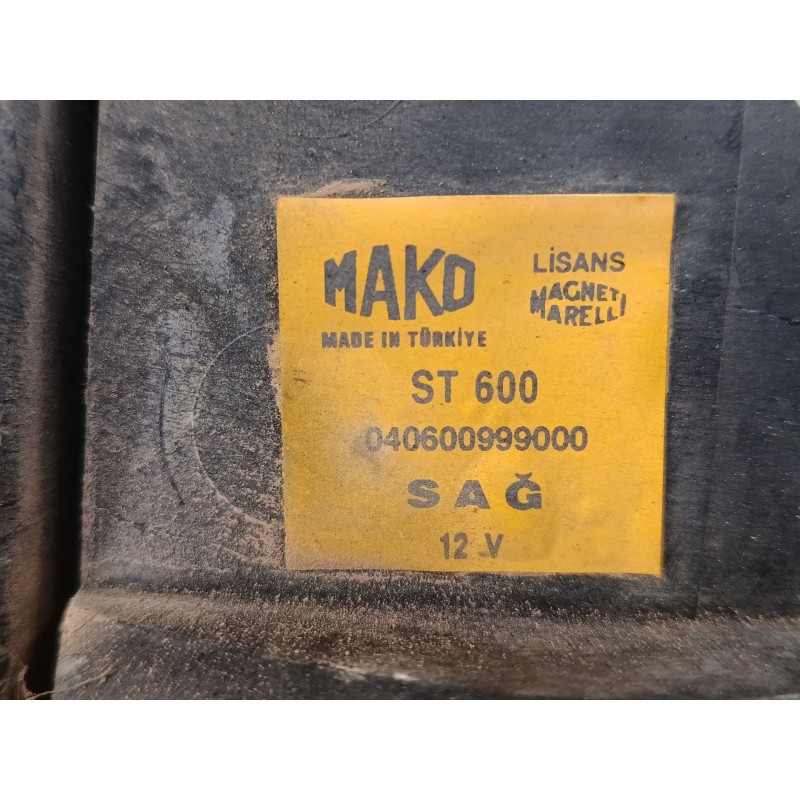 MAKO
MADE IN TÜRKİYE
LİSANS
MAGNETI
MARELLI
ST 600
040600999000
SAĞ
12 V